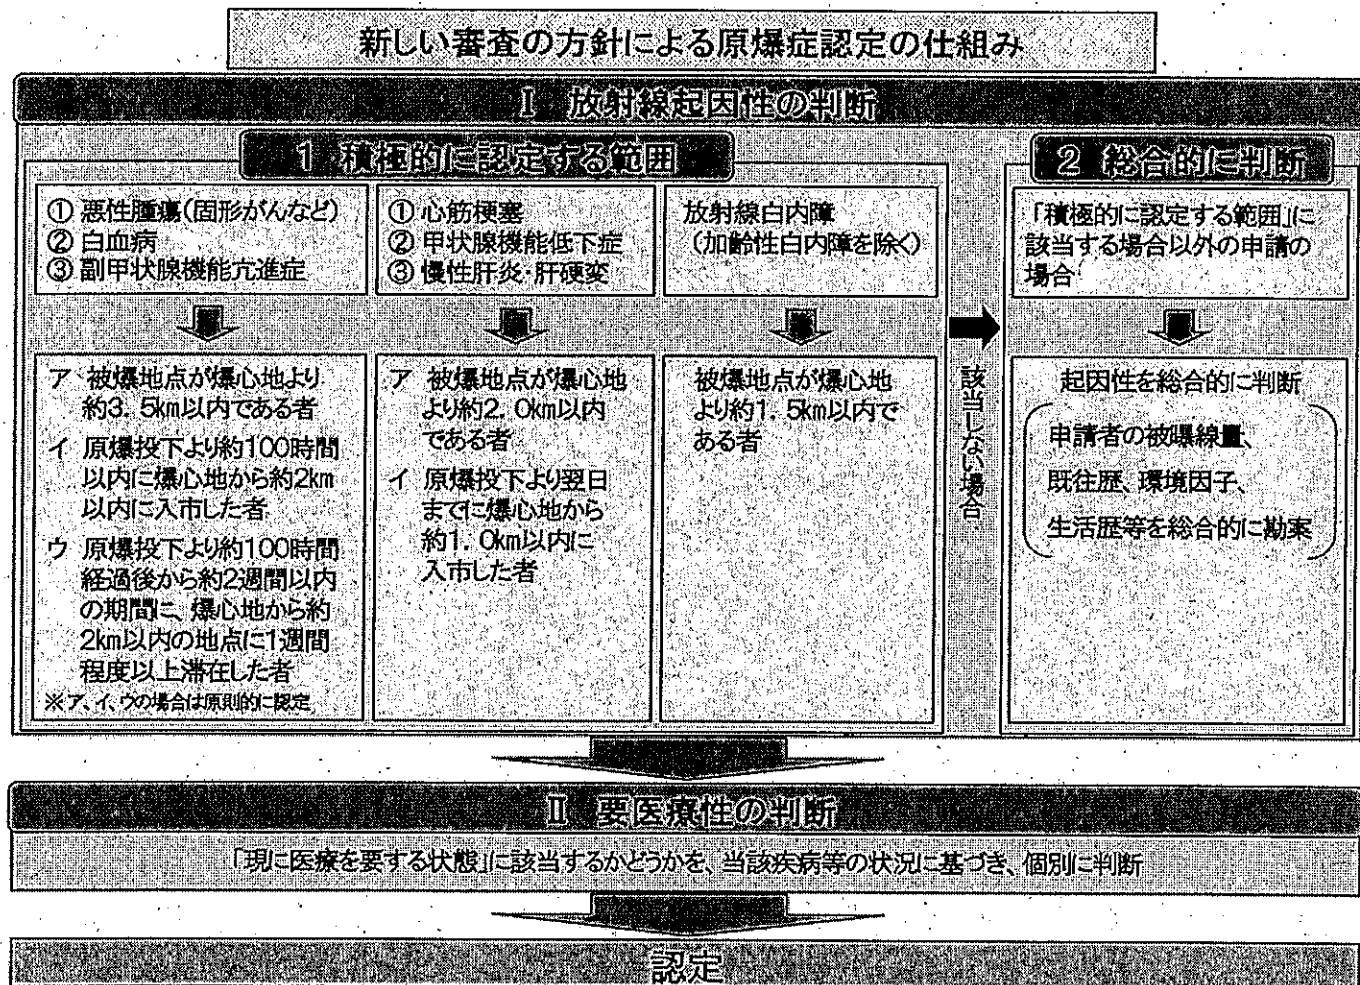 新しい審査の方針による原爆症認定の仕組み
Ⅰ 放射線起因性の判断
1 積極的に認定する範囲
① 悪性腫瘍(固形がんなど)
② 白血病
③ 副甲状腺機能亢進症
ア 被爆地点が爆心地より
約3.5km以内である者
イ 原爆投下より約100時間
以内に爆心地から約2km
以内に入市した者
ウ 原爆投下より約100時間
経過後から約2週間以内
の期間に、爆心地から約
2km以内の地点に1週間
程度以上滞在した者
※ア、イ、ウの場合は原則的に認定
① 心筋梗塞
② 甲状腺機能低下症
③ 慢性肝炎・肝硬変
ア 被爆地点が爆心地
より約2.0km以内
である者
イ 原爆投下より翌日
までに爆心地から
約1.0km以内に
入市した者
放射線白内障
(加齢性白内障を除く)
被爆地点が爆心地
より約1.5km以内で
ある者
該当しない場合
2 総合的に判断
「積極的に認定する範囲」に
該当する場合以外の申請の
場合
起因性を総合的に判断
申請者の被曝線量、
既往歴、環境因子、
生活歴等を総合的に勘案
Ⅱ 要医療性の判断
「現に医療を要する状態」に該当するかどうかを、当該疾病等の状況に基づき、個別に判断
認定